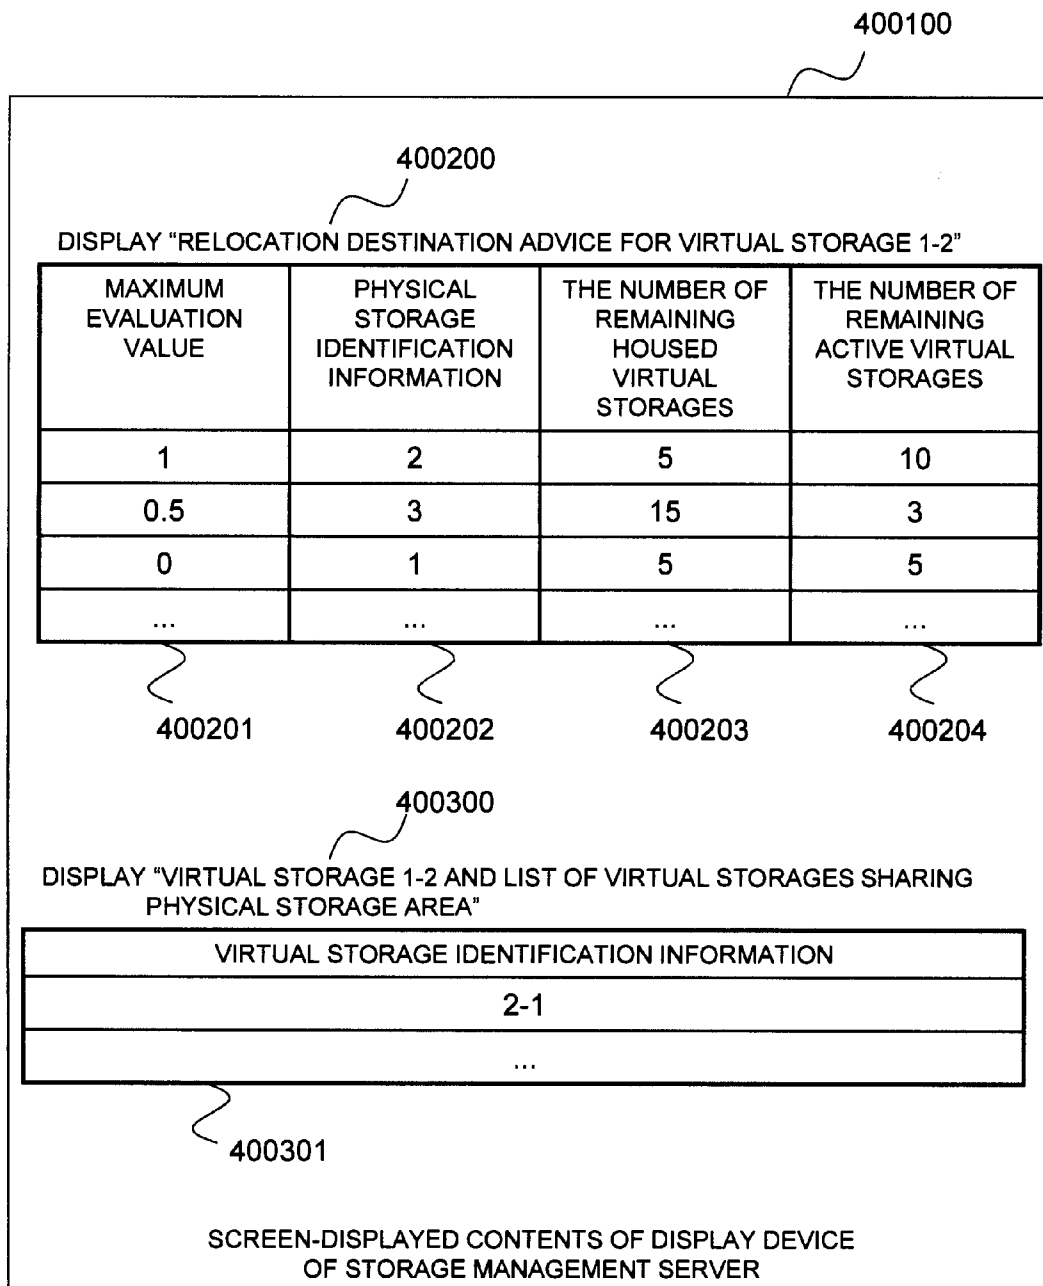 400100
400200
DISPLAY "RELOCATION DESTINATION ADVICE FOR VIRTUAL STORAGE 1-2"
MAXIMUM EVALUATION VALUE
PHYSICAL STORAGE IDENTIFICATION INFORMATION
THE NUMBER OF REMAINING HOUSED VIRTUAL STORAGES
THE NUMBER OF REMAINING ACTIVE VIRTUAL STORAGES
1 2 5 10
0.5 3 15 3
0 1 5 5
... ... ... ...
400201 400202 400203 400204
400300
DISPLAY "VIRTUAL STORAGE 1-2 AND LIST OF VIRTUAL STORAGES SHARING
PHYSICAL STORAGE AREA"
VIRTUAL STORAGE IDENTIFICATION INFORMATION
2-1
...
400301
SCREEN-DISPLAYED CONTENTS OF DISPLAY DEVICE
OF STORAGE MANAGEMENT SERVER